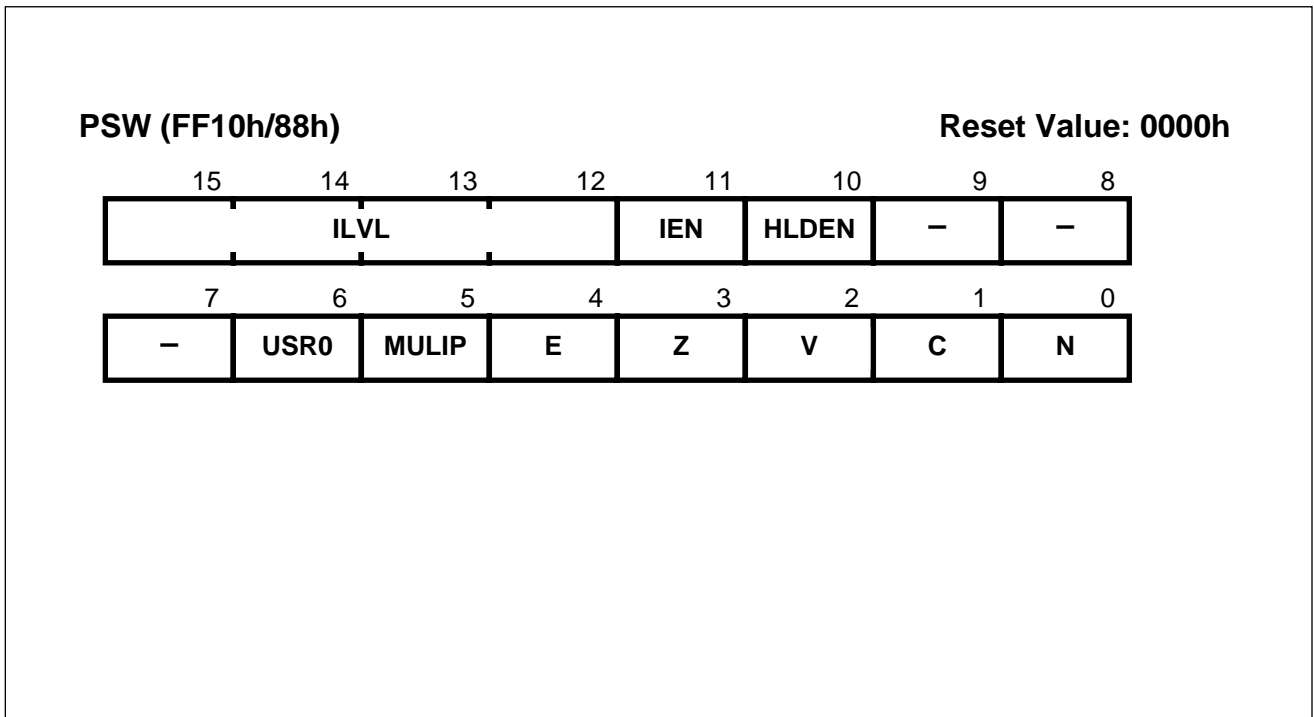 PSW (FF10h/88h) Reset Value: 0000h
15 14 13 12 11 10 9 8
ILVL IEN HLDEN – –
7 6 5 4 3 2 1 0
– USR0 MULIP E Z V C N